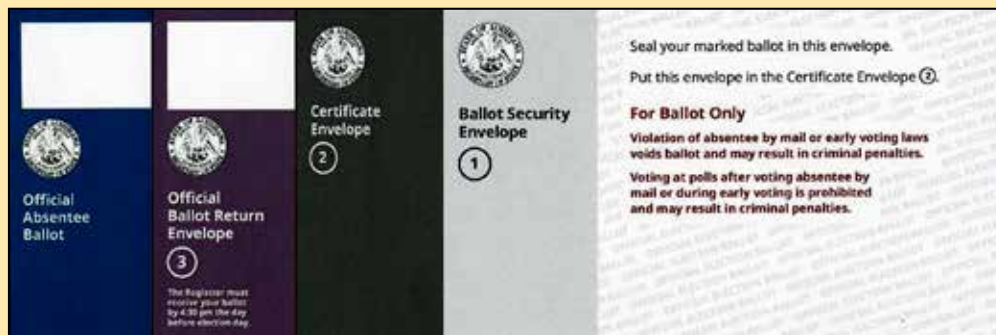 Official
Absentee
Ballot
Official
Ballot Return
Envelope
3
The Registrar must
receive your ballot
by 4:30 pm the day
before election day.
Certificate
Envelope
2
Ballot Security
Envelope
1
Seal your marked ballot in this envelope.
Put this envelope in the Certificate Envelope 2.
For Ballot Only
Violation of absentee by mail or early voting laws
voids ballot and may result in criminal penalties.
Voting at polls after voting absentee by
mail or during early voting is prohibited
and may result in criminal penalties.